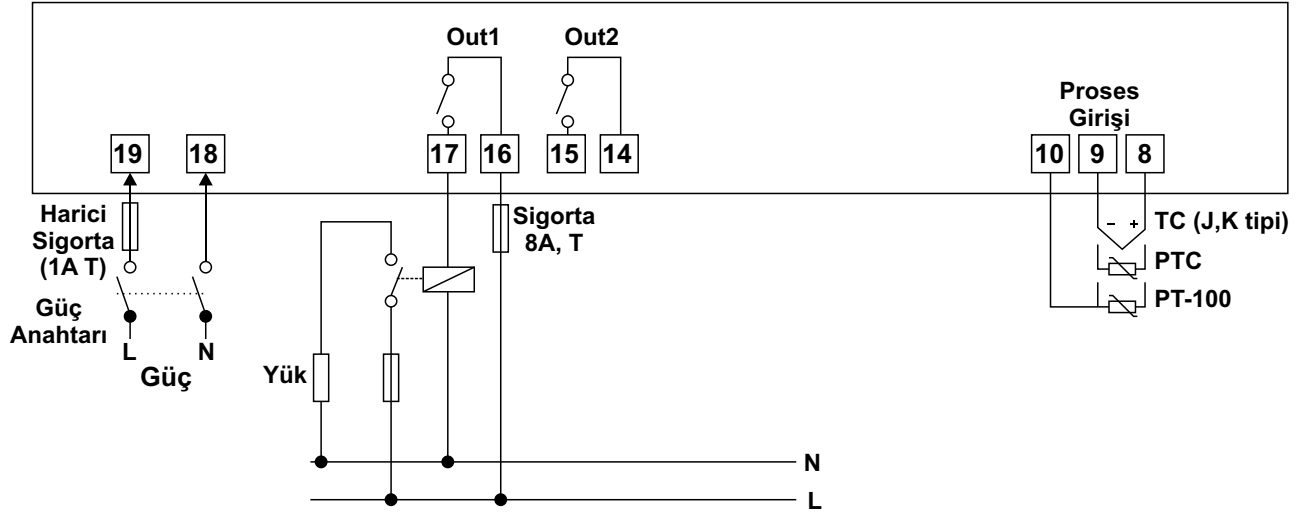 Out1 Out2
Proses
Girişi
19 18 17 16 15 14 10 9 8
Harici
Sigorta
(1A T)
Sigorta
8A, T
- + TC (J,K tipi)
PTC
PT-100
Güç
Anahtarı
L N
Güç
Yük
N
L